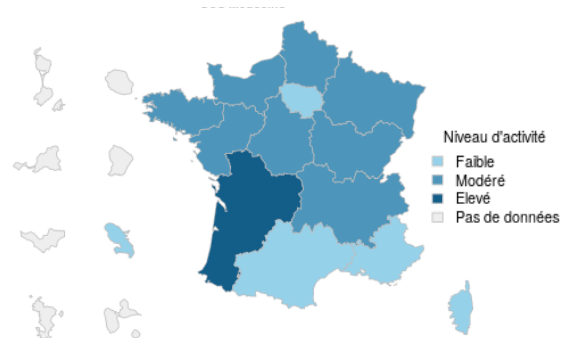 Niveau d'activité
Faible
Modéré
Elevé
Pas de données